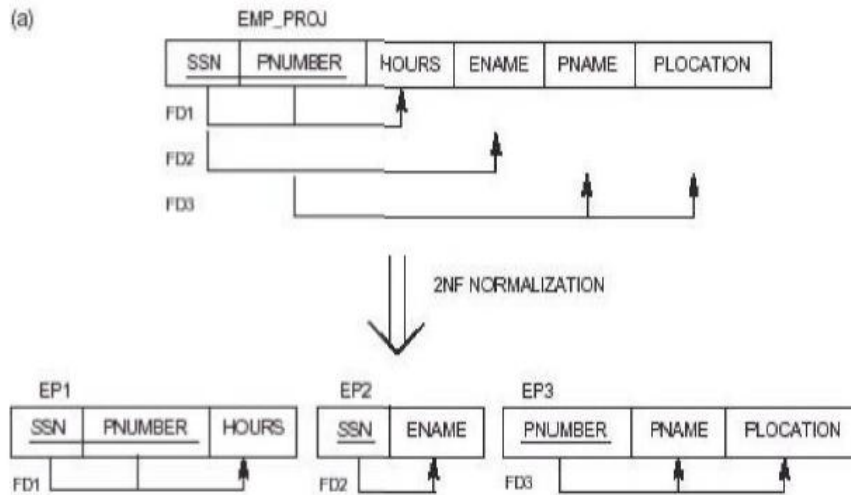 (a)
EMP_PROJ
SSN PNUMBER HOURS ENAME PNAME PLOCATION
FD1
FD2
FD3
2NF NORMALIZATION
EP1 EP2 EP3
SSN PNUMBER HOURS SSN ENAME PNUMBER PNAME PLOCATION
FD1 FD2 FD3